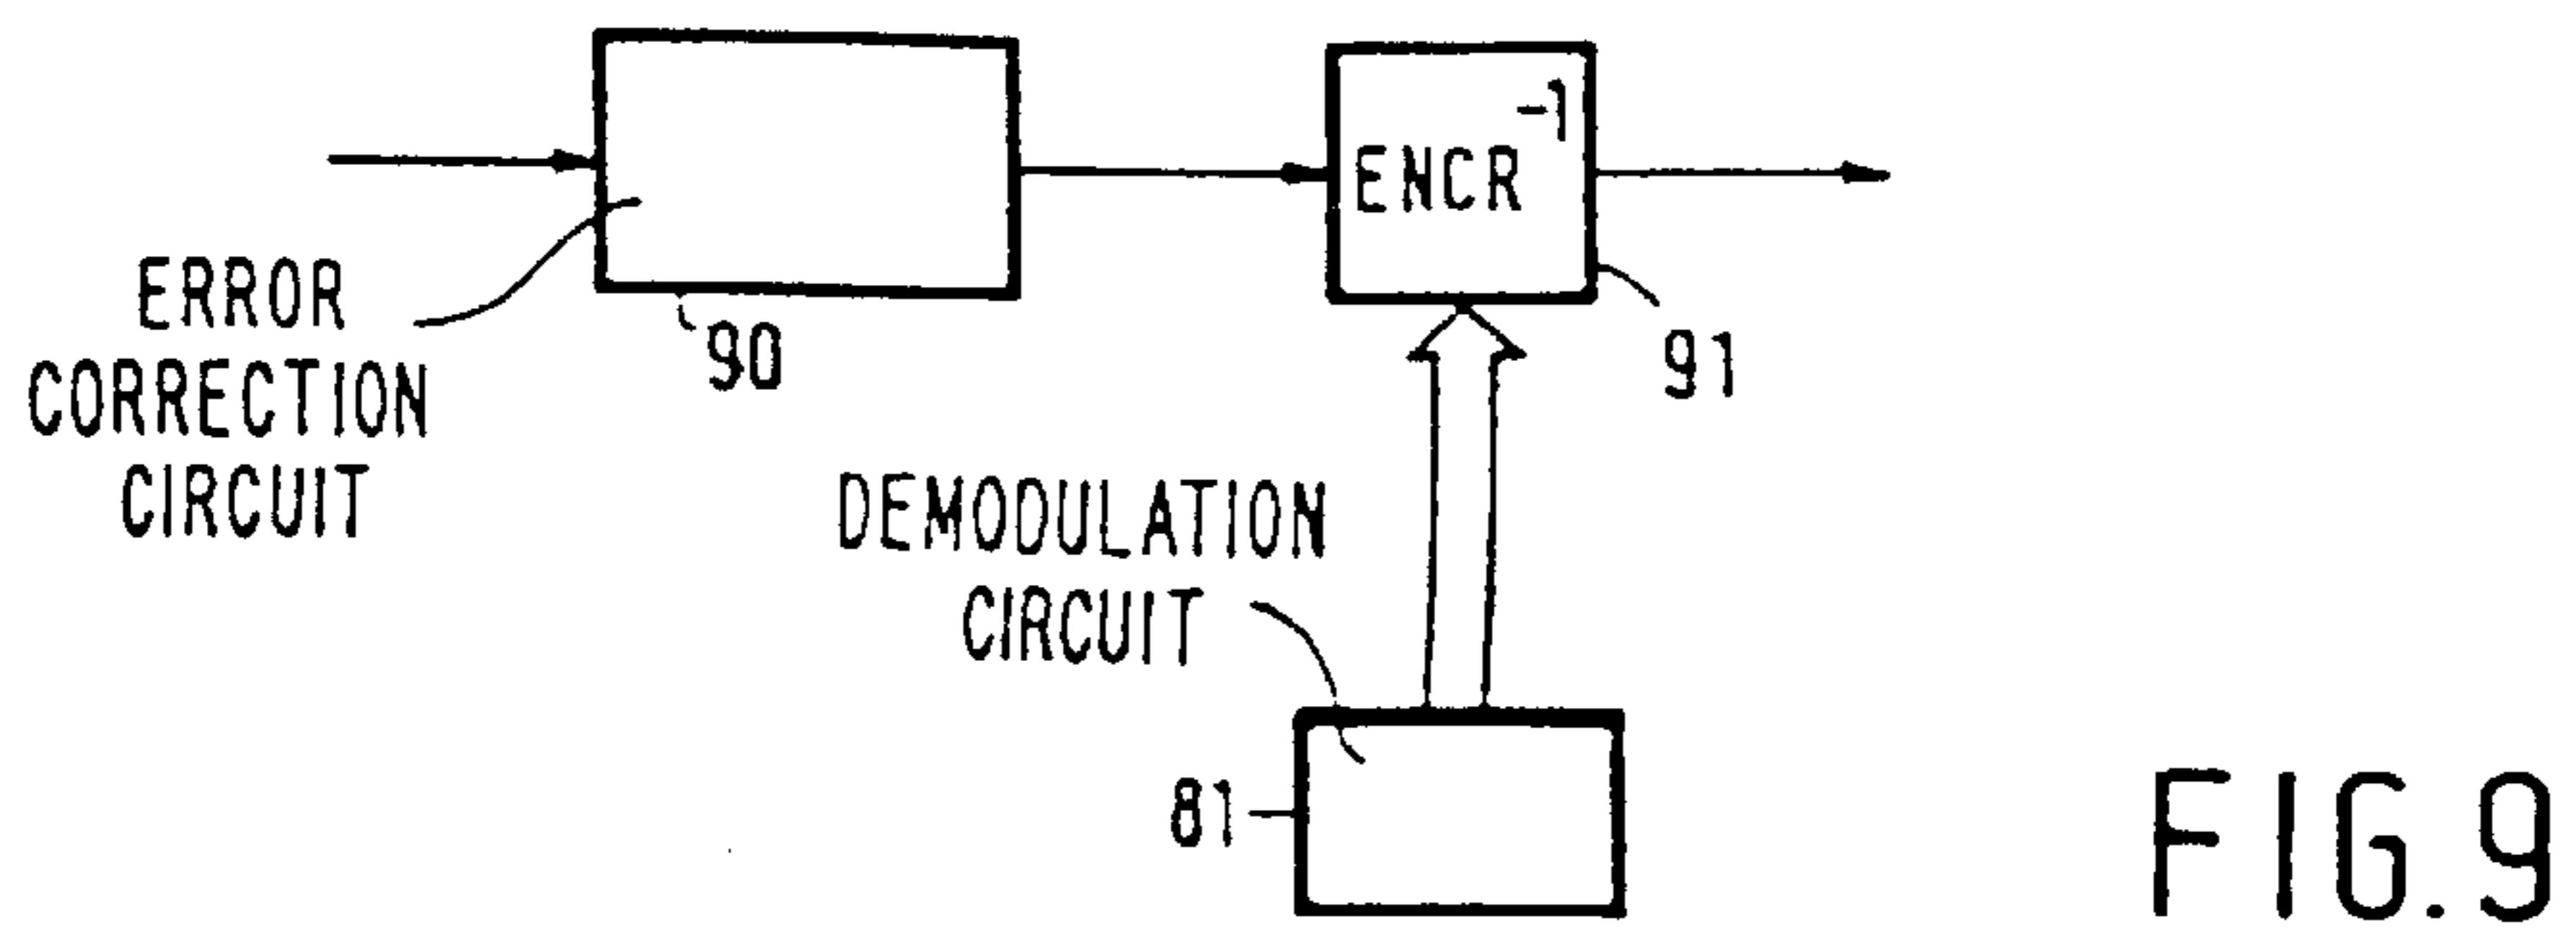 ENCR-1
ERROR
CORRECTION
CIRCUIT
90
91
DEMODULATION
CIRCUIT
81
FIG.9